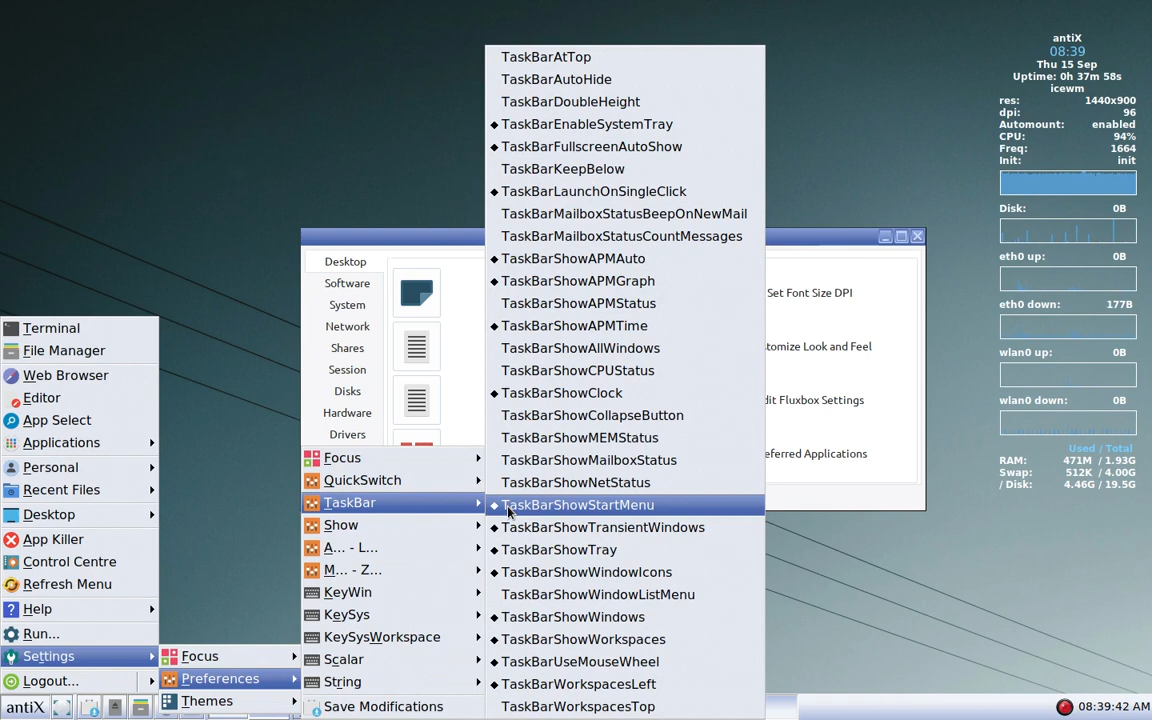 antiX
08:39
Thu 15 Sep
Uptime: 0h 37m 58s
icewm
res: 1440x900
dpi: 96
Automount: enabled
CPU: 94%
Freq: 1664
Init: init
Disk: 0B
eth0 up: 0B
eth0 down: 177B
wlan0 up: 0B
wlan0 down: 0B
Used / Total
RAM: 471M / 1.93G
Swap: 512K / 4.00G
/ Disk: 4.46G / 19.5G
TaskBarAtTop
TaskBarAutoHide
TaskBarDoubleHeight
TaskBarEnableSystemTray
TaskBarFullscreenAutoShow
TaskBarKeepBelow
TaskBarLaunchOnSingleClick
TaskBarMailboxStatusBeepOnNewMail
TaskBarMailboxStatusCountMessages
TaskBarShowAPMAuto
TaskBarShowAPMGraph
TaskBarShowAPMStatus
TaskBarShowAPMTime
TaskBarShowAllWindows
TaskBarShowCPUStatus
TaskBarShowClock
TaskBarShowCollapseButton
TaskBarShowMEMStatus
TaskBarShowMailboxStatus
TaskBarShowNetStatus
TaskBarShowStartMenu
TaskBarShowTransientWindows
TaskBarShowTray
TaskBarShowWindowIcons
TaskBarShowWindowListMenu
TaskBarShowWindows
TaskBarShowWorkspaces
TaskBarUseMouseWheel
TaskBarWorkspacesLeft
TaskBarWorkspacesTop
Desktop
Software
System
Network
Shares
Session
Disks
Hardware
Drivers
Set Font Size DPI
tomize Look and Feel
dit Fluxbox Settings
eferred Applications
Focus
QuickSwitch
TaskBar
Show
A... - L...
M... - Z...
KeyWin
KeySys
KeySysWorkspace
Scalar
String
Save Modifications
Terminal
File Manager
Web Browser
Editor
App Select
Applications
Personal
Recent Files
Desktop
App Killer
Control Centre
Refresh Menu
Help
Run...
Settings
Logout...
Focus
Preferences
Themes
antiX
08:39:42 AM